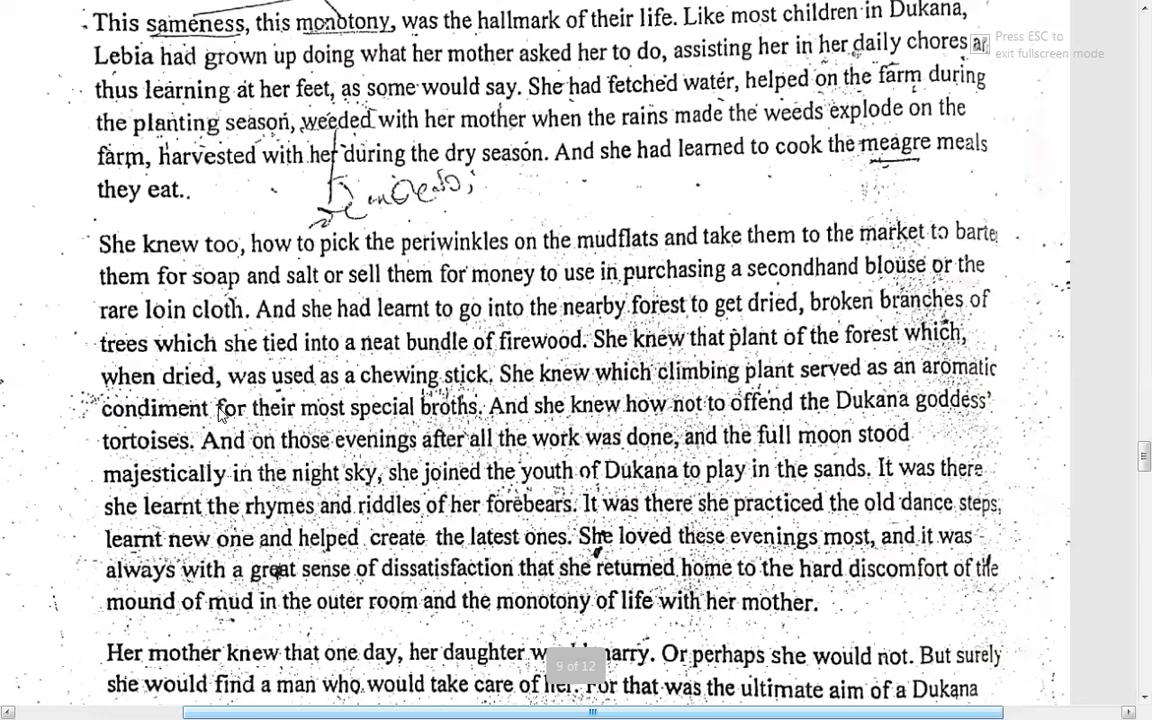 This sameness, this monotony, was the hallmark of their life. Like most children in Dukana,
Press ESC to
exit fullscreen mode
Lebia had grown up doing what her mother asked her to do, assisting her in her daily chores
thus learning at her feet, as some would say. She had fetched water, helped on the farm during
the planting season, weeded with her mother when the rains made the weeds explode on the
farm, harvested with her during the dry season. And she had learned to cook the meagre meals
they eat..
She knew too, how to pick the periwinkles on the mudflats and take them to the market to barte
them for soap and salt or sell them for money to use in purchasing a secondhand blouse or the
rare loin cloth. And she had learnt to go into the nearby forest to get dried, broken branches of
trees which she tied into a neat bundle of firewood. She knew that plant of the forest which,
when dried, was used as a chewing stick. She knew which climbing plant served as an aromatic
condiment for their most special broths. And she knew how not to offend the Dukana goddess'
tortoises. And on those evenings after all the work was done, and the full moon stood
majestically in the night sky, she joined the youth of Dukana to play in the sands. It was there
she learnt the rhymes and riddles of her forebears. It was there she practiced the old dance steps,
learnt new one and helped create the latest ones. She loved these evenings most, and it was
always with a great sense of dissatisfaction that she returned home to the hard discomfort of the
mound of mud in the outer room and the monotony of life with her mother.
Her mother knew that one day, her daughter marry. Or perhaps she would not. But surely
9 of 12
she would find a man who would take care of her. For that was the ultimate aim of a Dukana